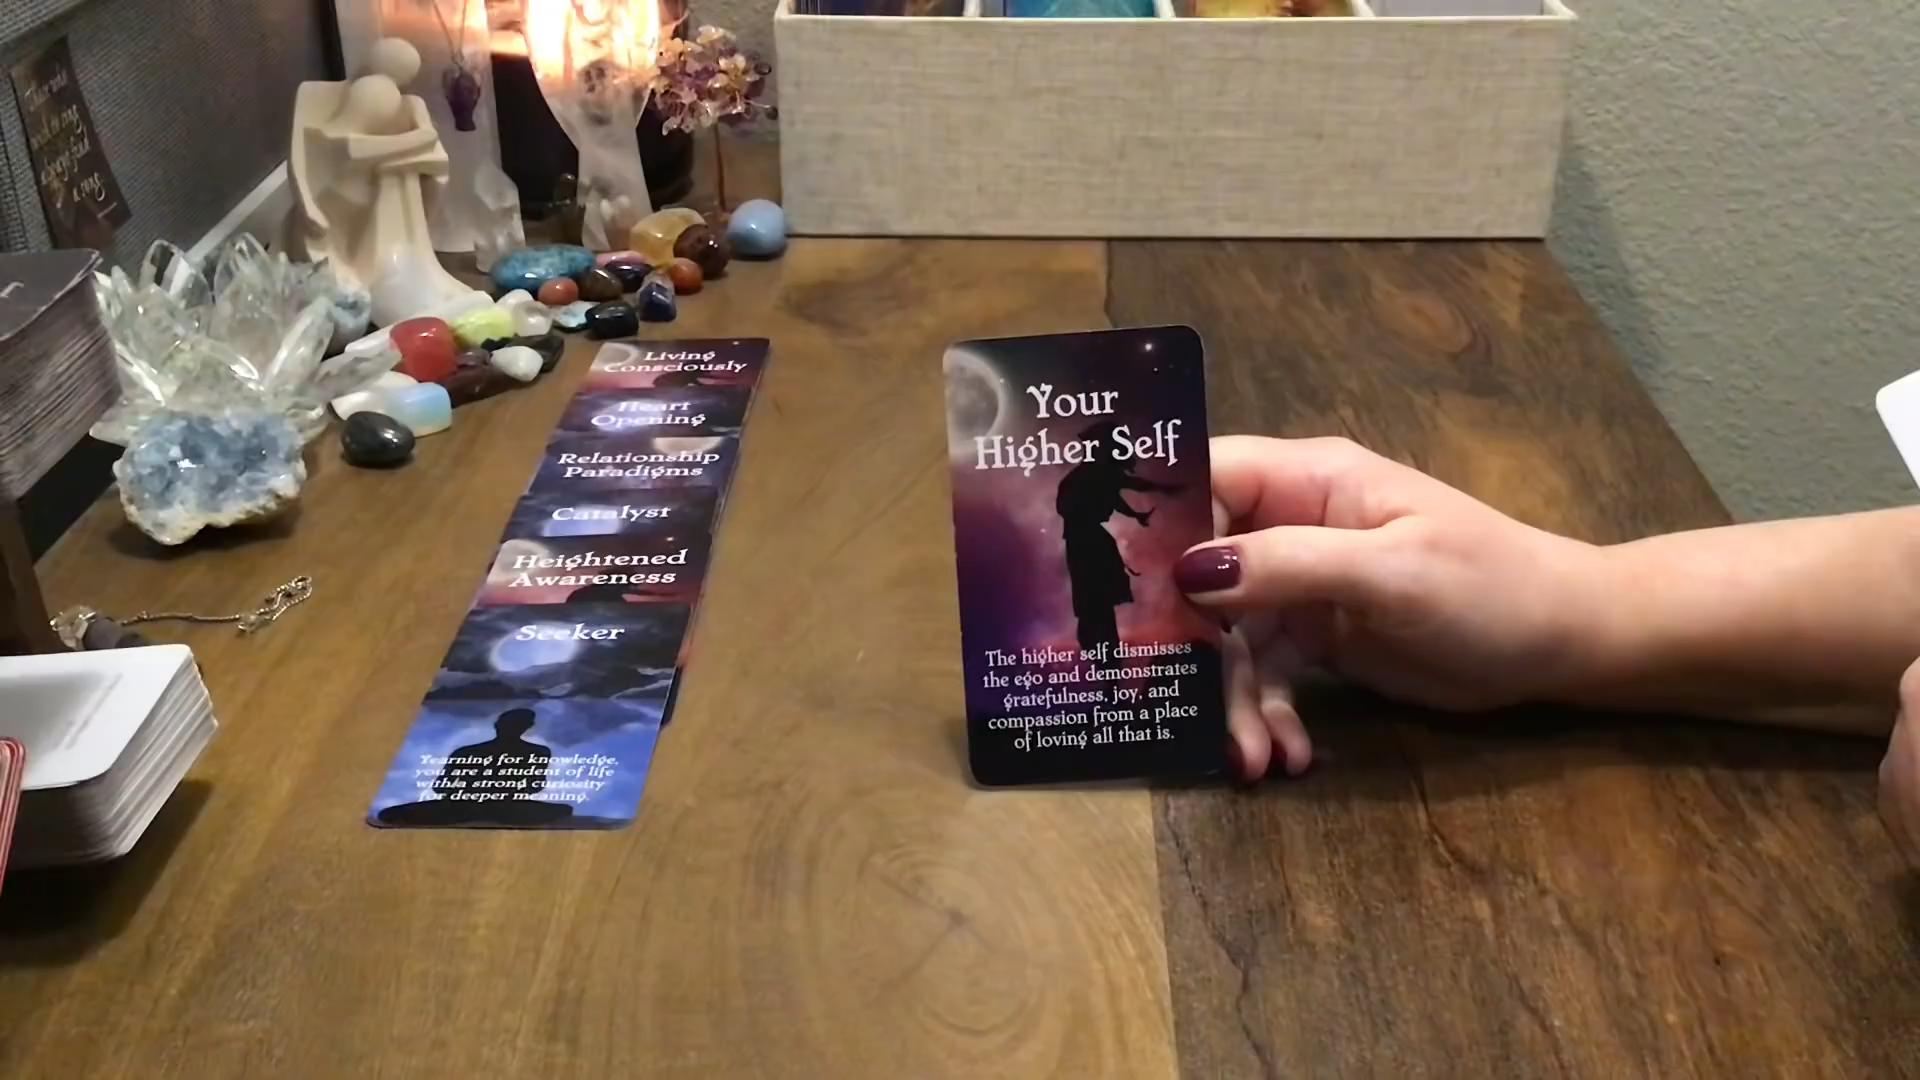 Living
Consciously
Heart
Opening
Relationship
Paradigms
Catalyst
Heightened
Awareness
Seeker
Yearning for knowledge,
you are a student of life
with a strong curiosity
for deeper meaning.
Your
Higher Self
The higher self dismisses
the ego and demonstrates
gratefulness, joy, and
compassion from a place
of loving all that is.